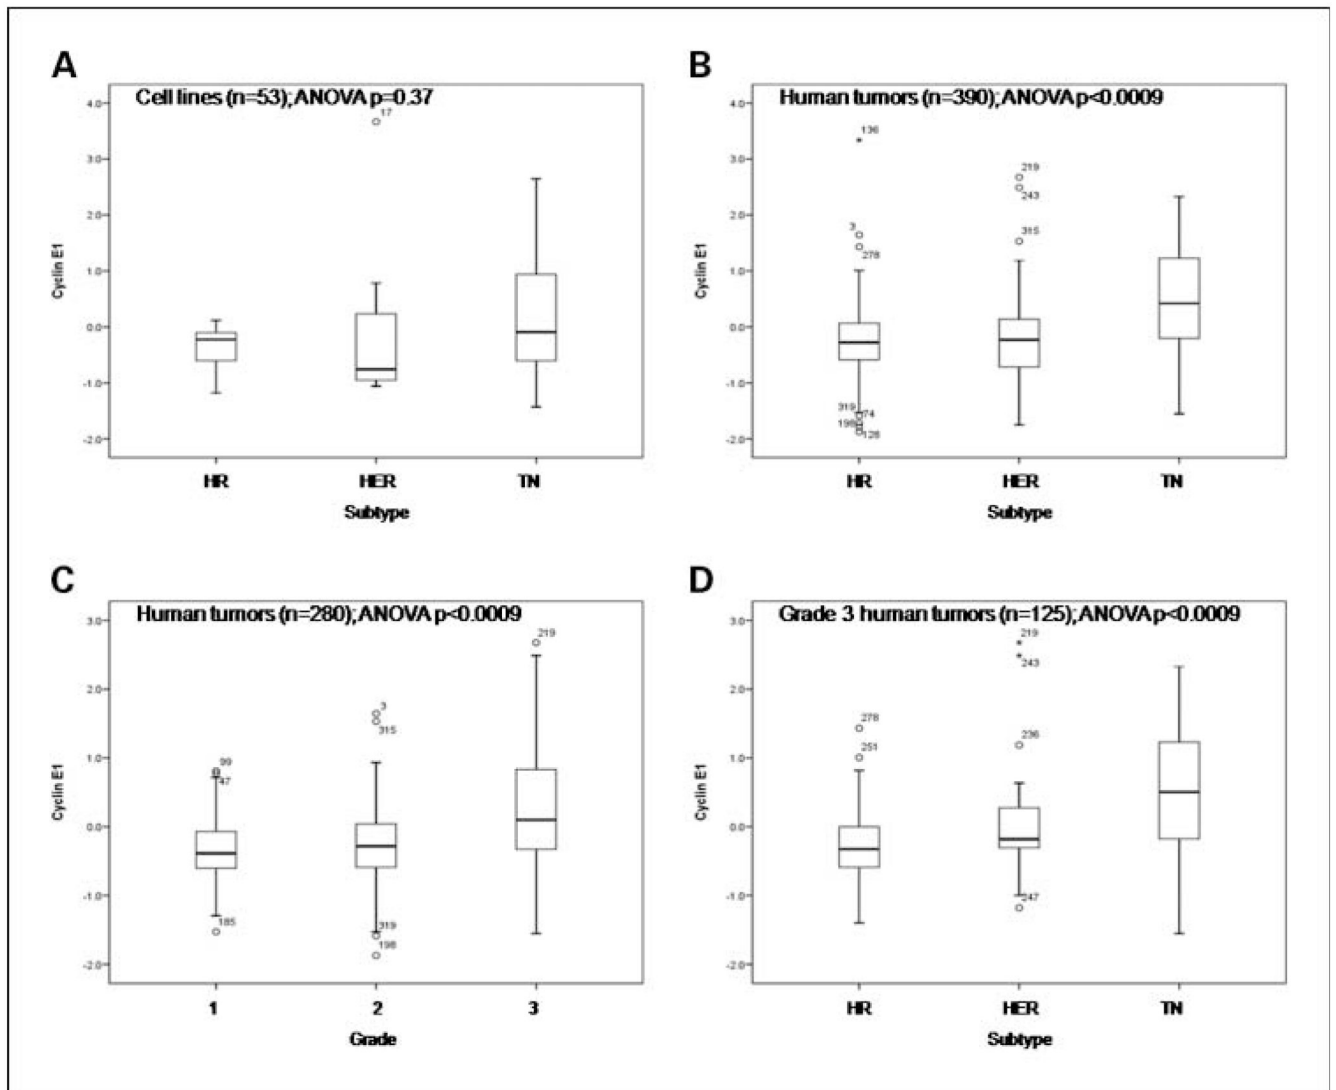 A
Cell lines (n=53); ANOVA p=0.37
4.0
3.0
2.0
1.0
0.0
-1.0
-2.0
Cyclin E1
17
HR
HER
TN
Subtype
B
Human tumors (n=390); ANOVA p<0.0009
4.0
3.0
2.0
1.0
0.0
-1.0
-2.0
Cyclin E1
136
3
278
319
74
198
128
219
243
315
HR
HER
TN
Subtype
C
Human tumors (n=280); ANOVA p<0.0009
3.0
2.0
1.0
0.0
-1.0
-2.0
Cyclin E1
99
47
185
3
315
319
198
219
1
2
3
Grade
D
Grade 3 human tumors (n=125); ANOVA p<0.0009
3.0
2.0
1.0
0.0
-1.0
-2.0
Cyclin E1
278
251
219
243
236
247
HR
HER
TN
Subtype